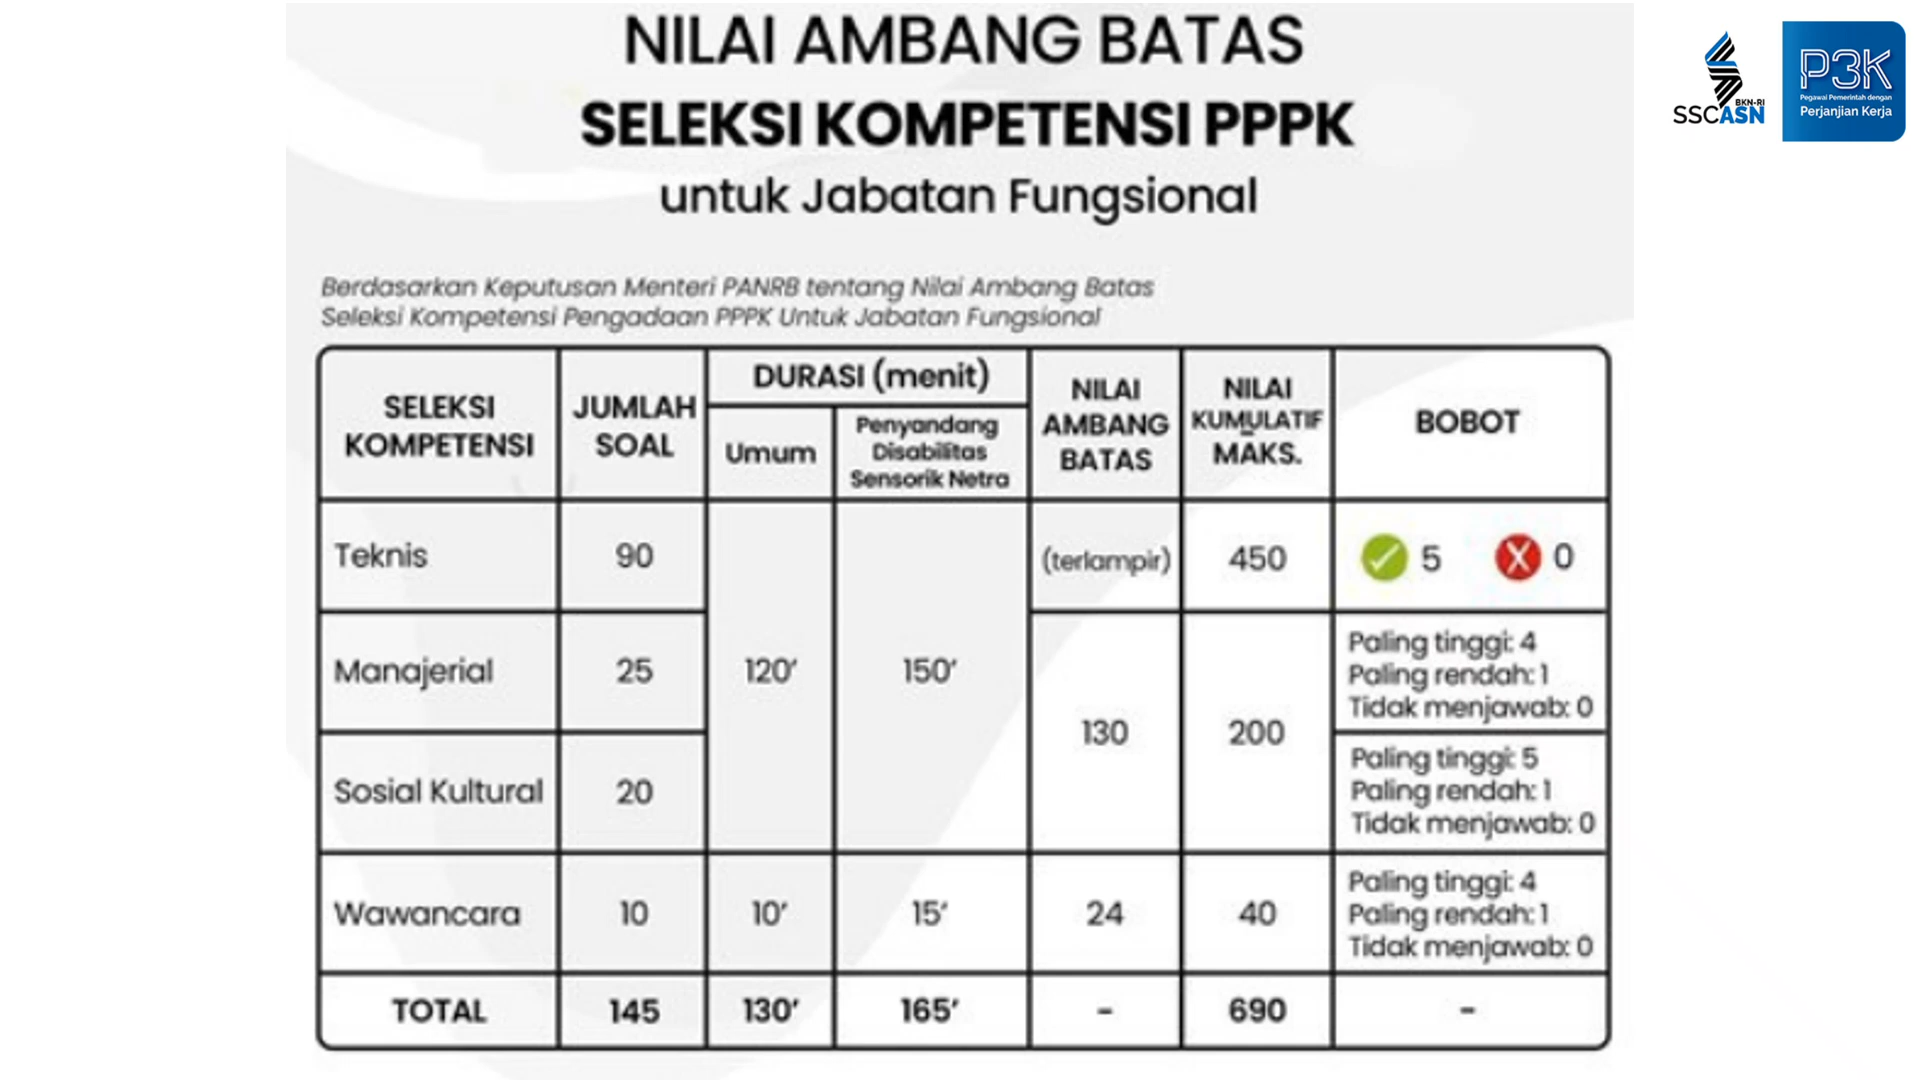 NILAI AMBANG BATAS
SELEKSI KOMPETENSI PPPK
untuk Jabatan Fungsional
SSCASN
BKN-RI
P3K
Pegawai Pemerintah dengan
Perjanjian Kerja
Berdasarkan Keputusan Menteri PANRB tentang Nilai Ambang Batas
Seleksi Kompetensi Pengadaan PPPK Untuk Jabatan Fungsional
SELEKSI
KOMPETENSI
JUMLAH
SOAL
DURASI (menit)
Umum
Penyandang
Disabilitas
Sensorik Netra
NILAI
AMBANG
BATAS
NILAI
KUMULATIF
MAKS.
BOBOT
Teknis
90
(terlampir)
450
5
0
Manajerial
25
120’
150’
130
200
Paling tinggi: 4
Paling rendah: 1
Tidak menjawab: 0
Sosial Kultural
20
Paling tinggi: 5
Paling rendah: 1
Tidak menjawab: 0
Wawancara
10
10’
15’
24
40
Paling tinggi: 4
Paling rendah: 1
Tidak menjawab: 0
TOTAL
145
130’
165’
-
690
-